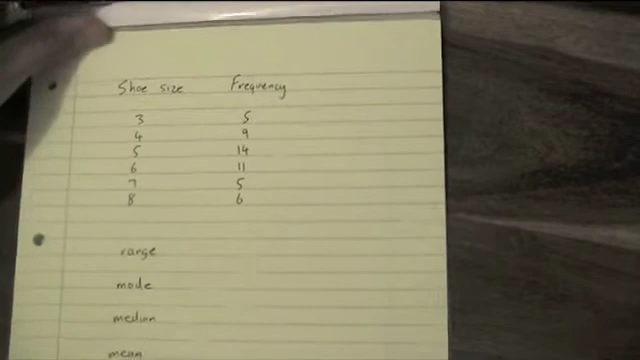 Shoe size Frequency
3 5
4 9
5 14
6 11
7 5
8 6
range
mode
median
mean